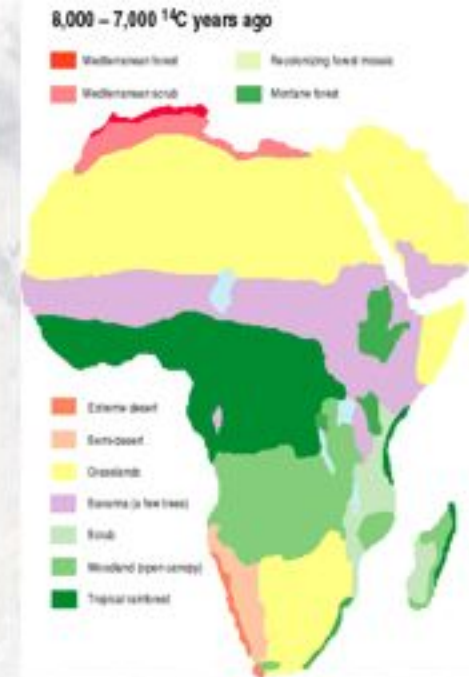 8,000 – 7,000 ¹⁴C years ago
Mediterranean forest
Recolonizing forest mosaic
Mediterranean scrub
Montane forest
Extreme desert
Semi-desert
Grasslands
Savanna (a few trees)
Scrub
Woodland (open canopy)
Tropical rainforest